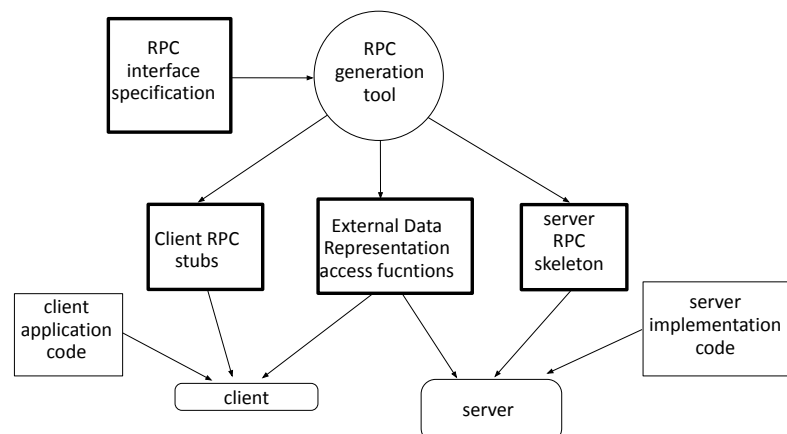 RPC
interface
specification
RPC
generation
tool
Client RPC
stubs
External Data
Representation
access fucntions
server
RPC
skeleton
client
application
code
server
implementation
code
client
server